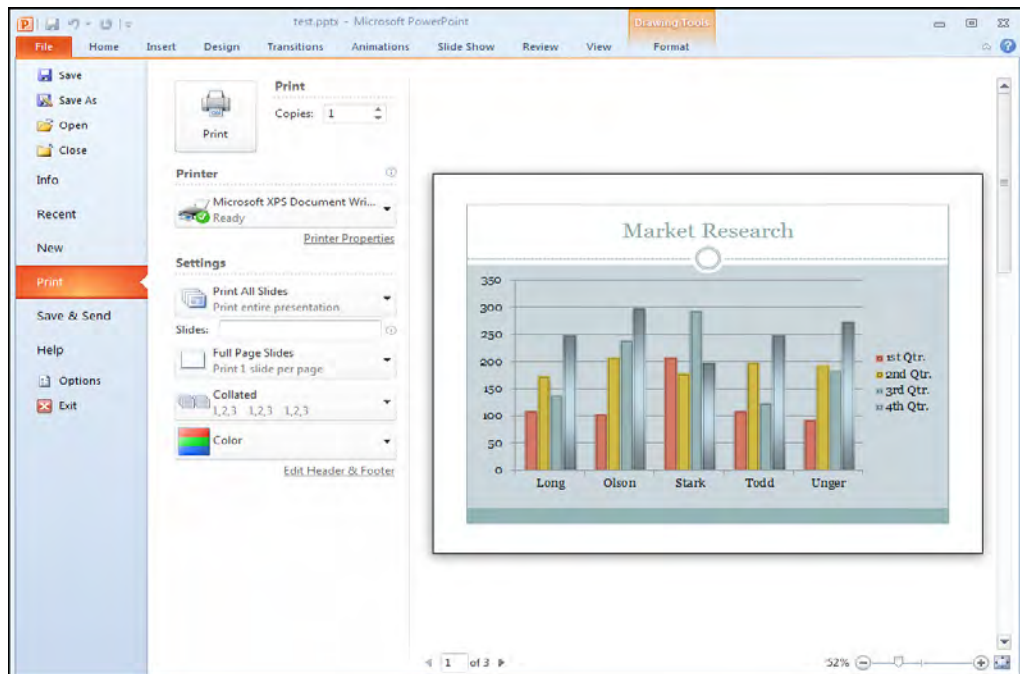 test.pptx - Microsoft PowerPoint
Drawing Tools
File Home Insert Design Transitions Animations Slide Show Review View Format
Save
Save As
Open
Close
Info
Recent
New
Print
Save & Send
Help
Options
Exit
Print
Print
Copies: 1
Printer
Microsoft XPS Document Wri...
Ready
Printer Properties
Settings
Print All Slides
Print entire presentation
Slides:
Full Page Slides
Print 1 slide per page
Collated
1,2,3 1,2,3 1,2,3
Color
Edit Header & Footer
Market Research
350
300
250
200
150
100
50
0
Long Olson Stark Todd Unger
1st Qtr.
2nd Qtr.
3rd Qtr.
4th Qtr.
1 of 3
52%